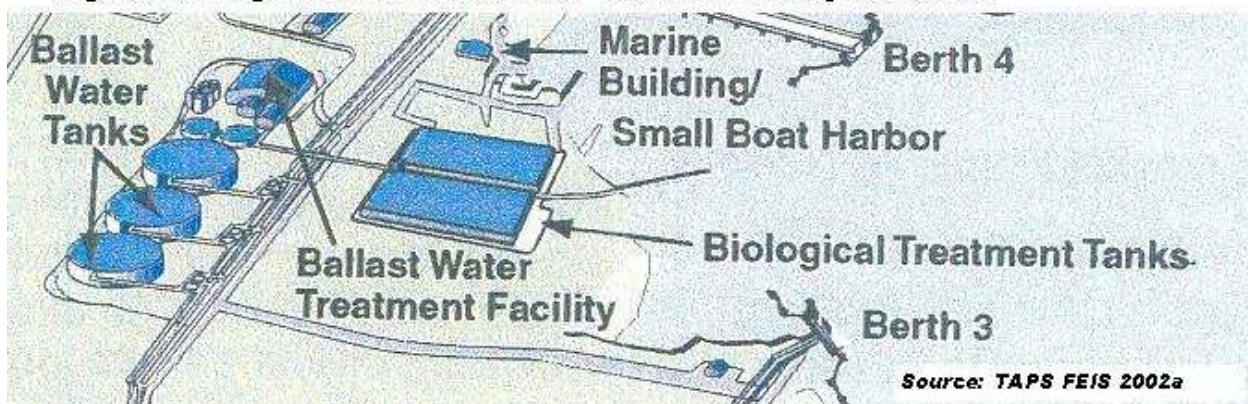 Ballast
Water
Tanks
Marine
Building/
Small Boat Harbor
Berth 4
Ballast Water
Treatment Facility
Biological Treatment Tanks
Berth 3
Source: TAPS FEIS 2002a